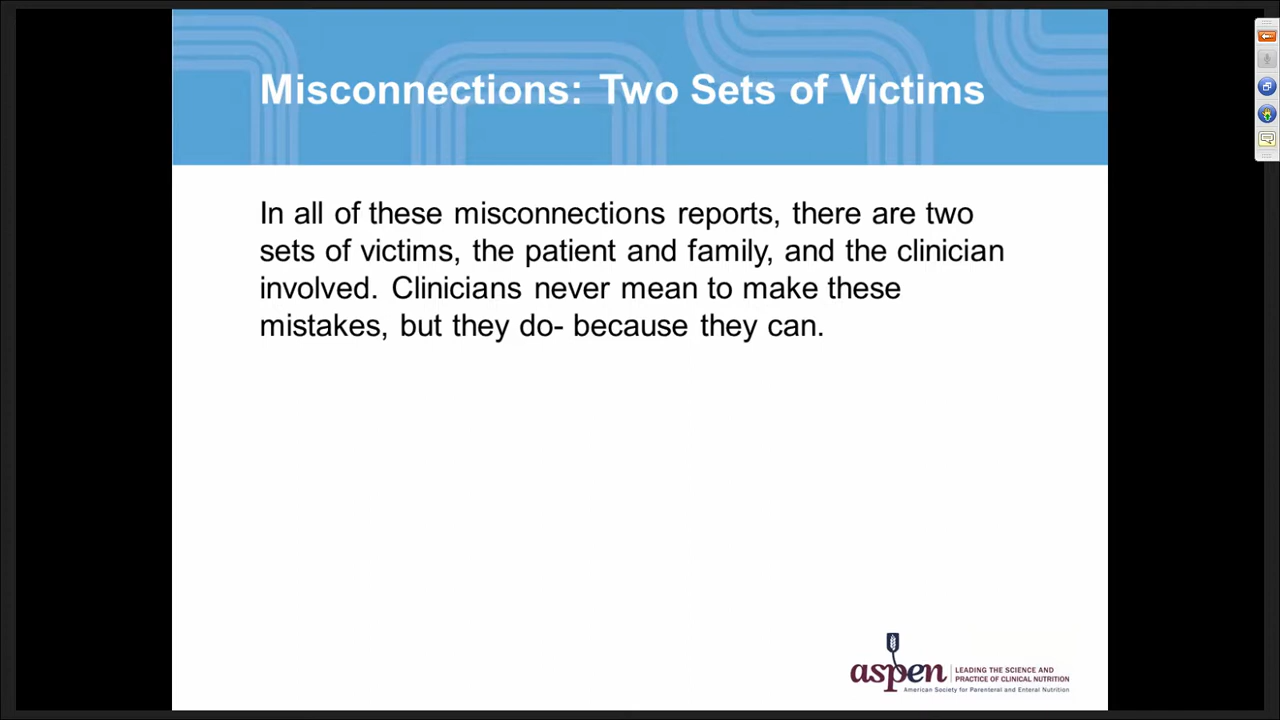 Misconnections: Two Sets of Victims
In all of these misconnections reports, there are two
sets of victims, the patient and family, and the clinician
involved. Clinicians never mean to make these
mistakes, but they do- because they can.
aspen
LEADING THE SCIENCE AND
PRACTICE OF CLINICAL NUTRITION
American Society for Parenteral and Enteral Nutrition